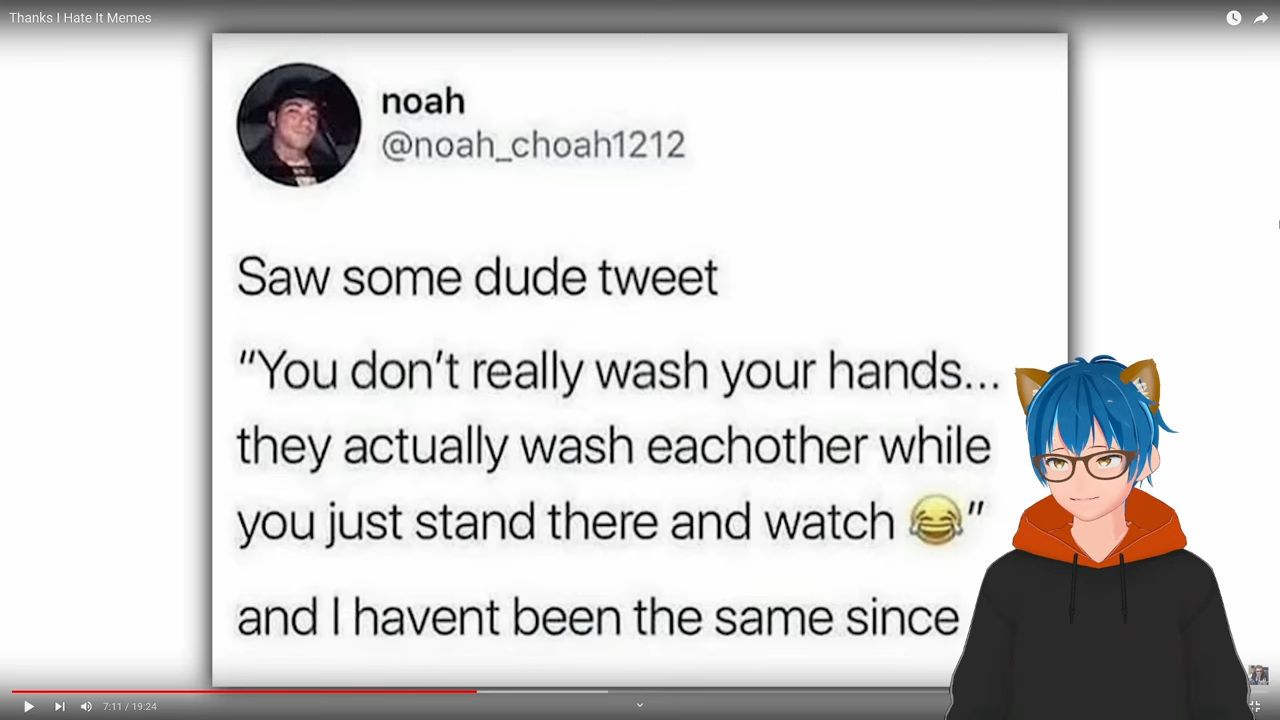 Thanks I Hate It Memes
noah
@noah_choah1212
Saw some dude tweet
“You don’t really wash your hands...
they actually wash eachother while
you just stand there and watch 😂”
and I havent been the same since
7:11 / 19:24